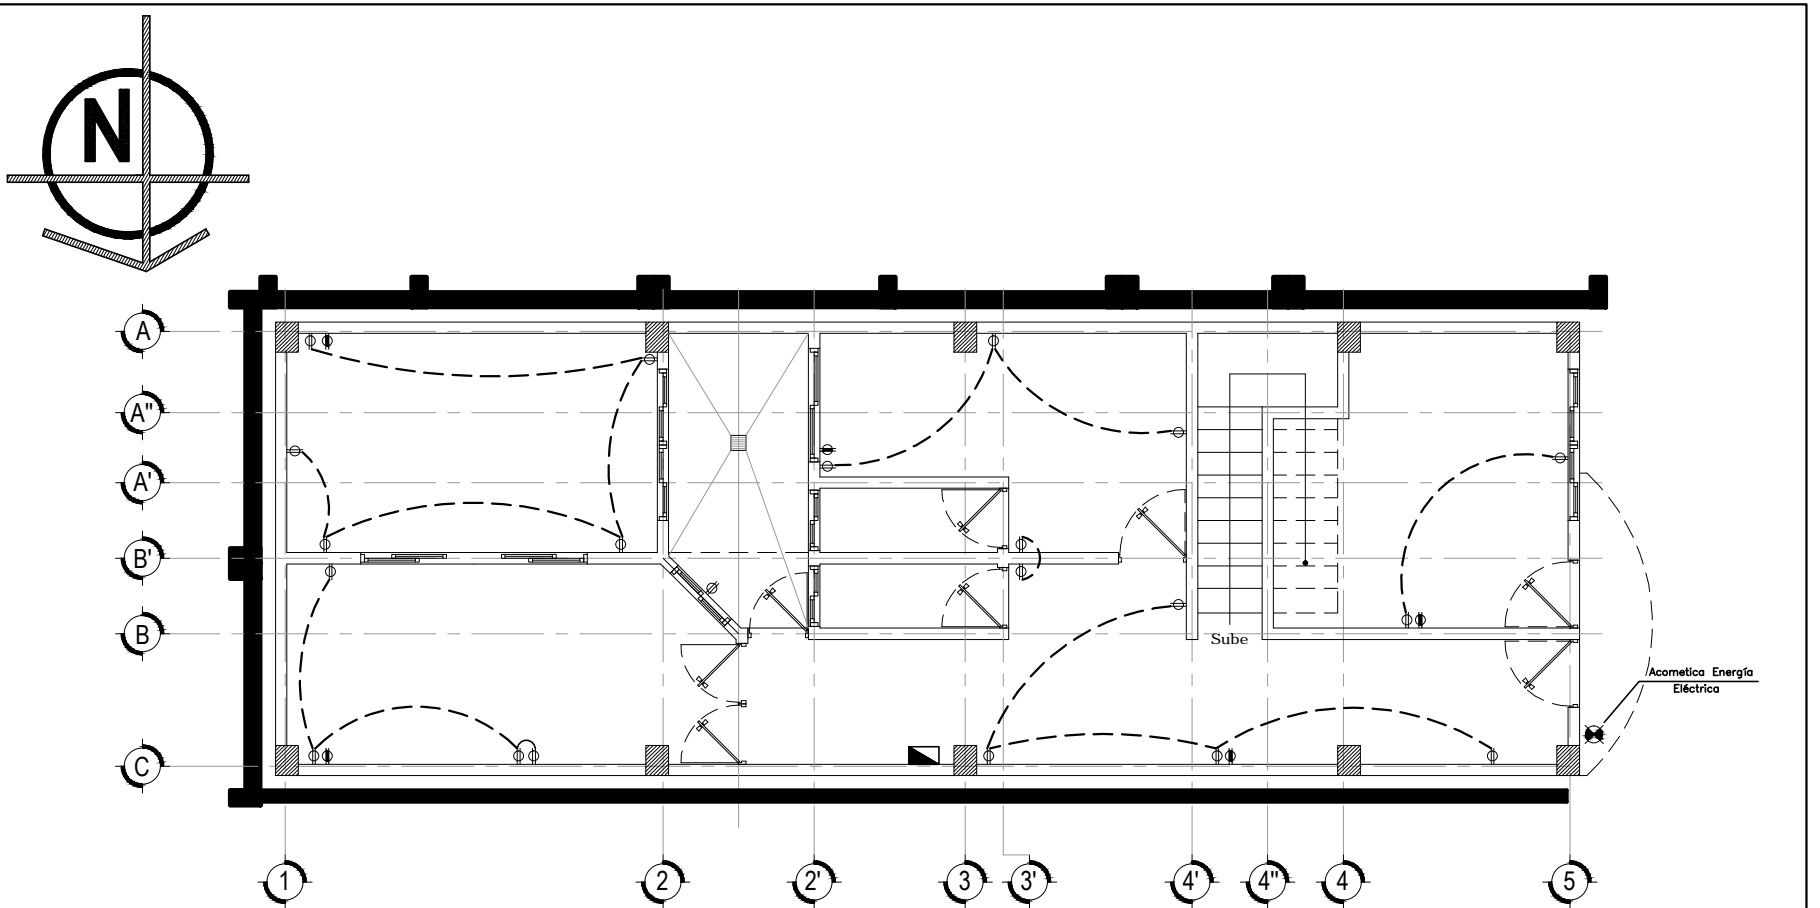 N
A
A"
A'
B'
B
C
Sube
Acometica Energía
Eléctrica
1 2 2' 3 3' 4' 4" 4 5